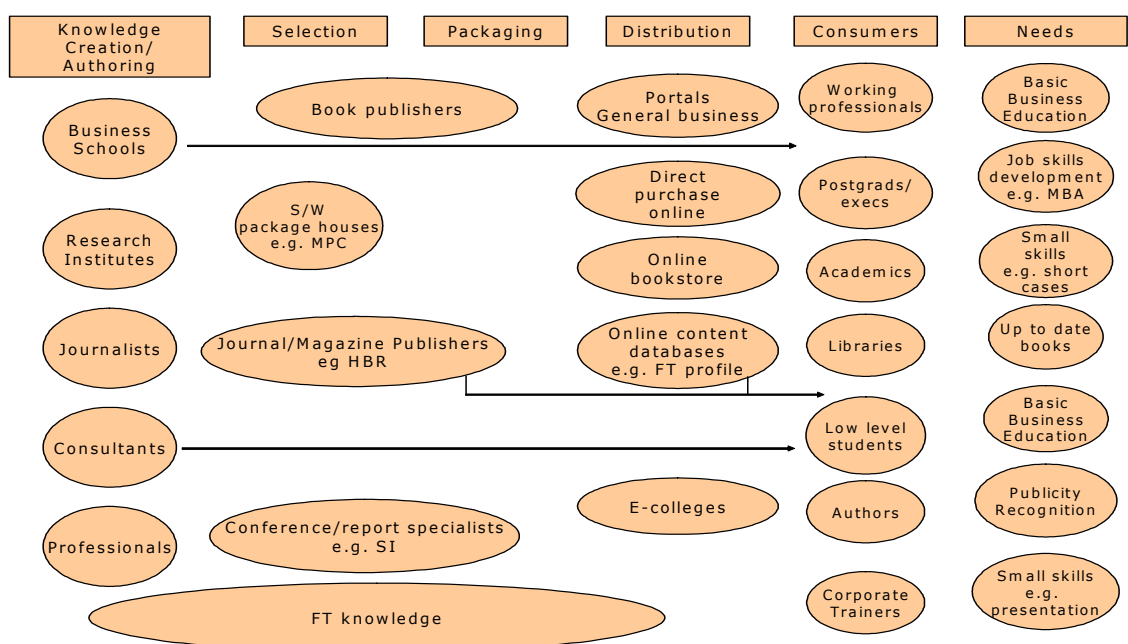 Knowledge
Creation/
Authoring
Selection
Packaging
Distribution
Consumers
Needs
Business
Schools
Research
Institutes
Journalists
Consultants
Professionals
Book publishers
S/W
package houses
e.g. MPC
Journal/Magazine Publishers
eg HBR
Conference/report specialists
e.g. SI
FT knowledge
Portals
General business
Direct
purchase
online
Online
bookstore
Online content
databases
e.g. FT profile
E-colleges
Working
professionals
Postgrads/
execs
Academics
Libraries
Low level
students
Authors
Corporate
Trainers
Basic
Business
Education
Job skills
development
e.g. MBA
Small
skills
e.g. short
cases
Up to date
books
Basic
Business
Education
Publicity
Recognition
Small skills
e.g.
presentation